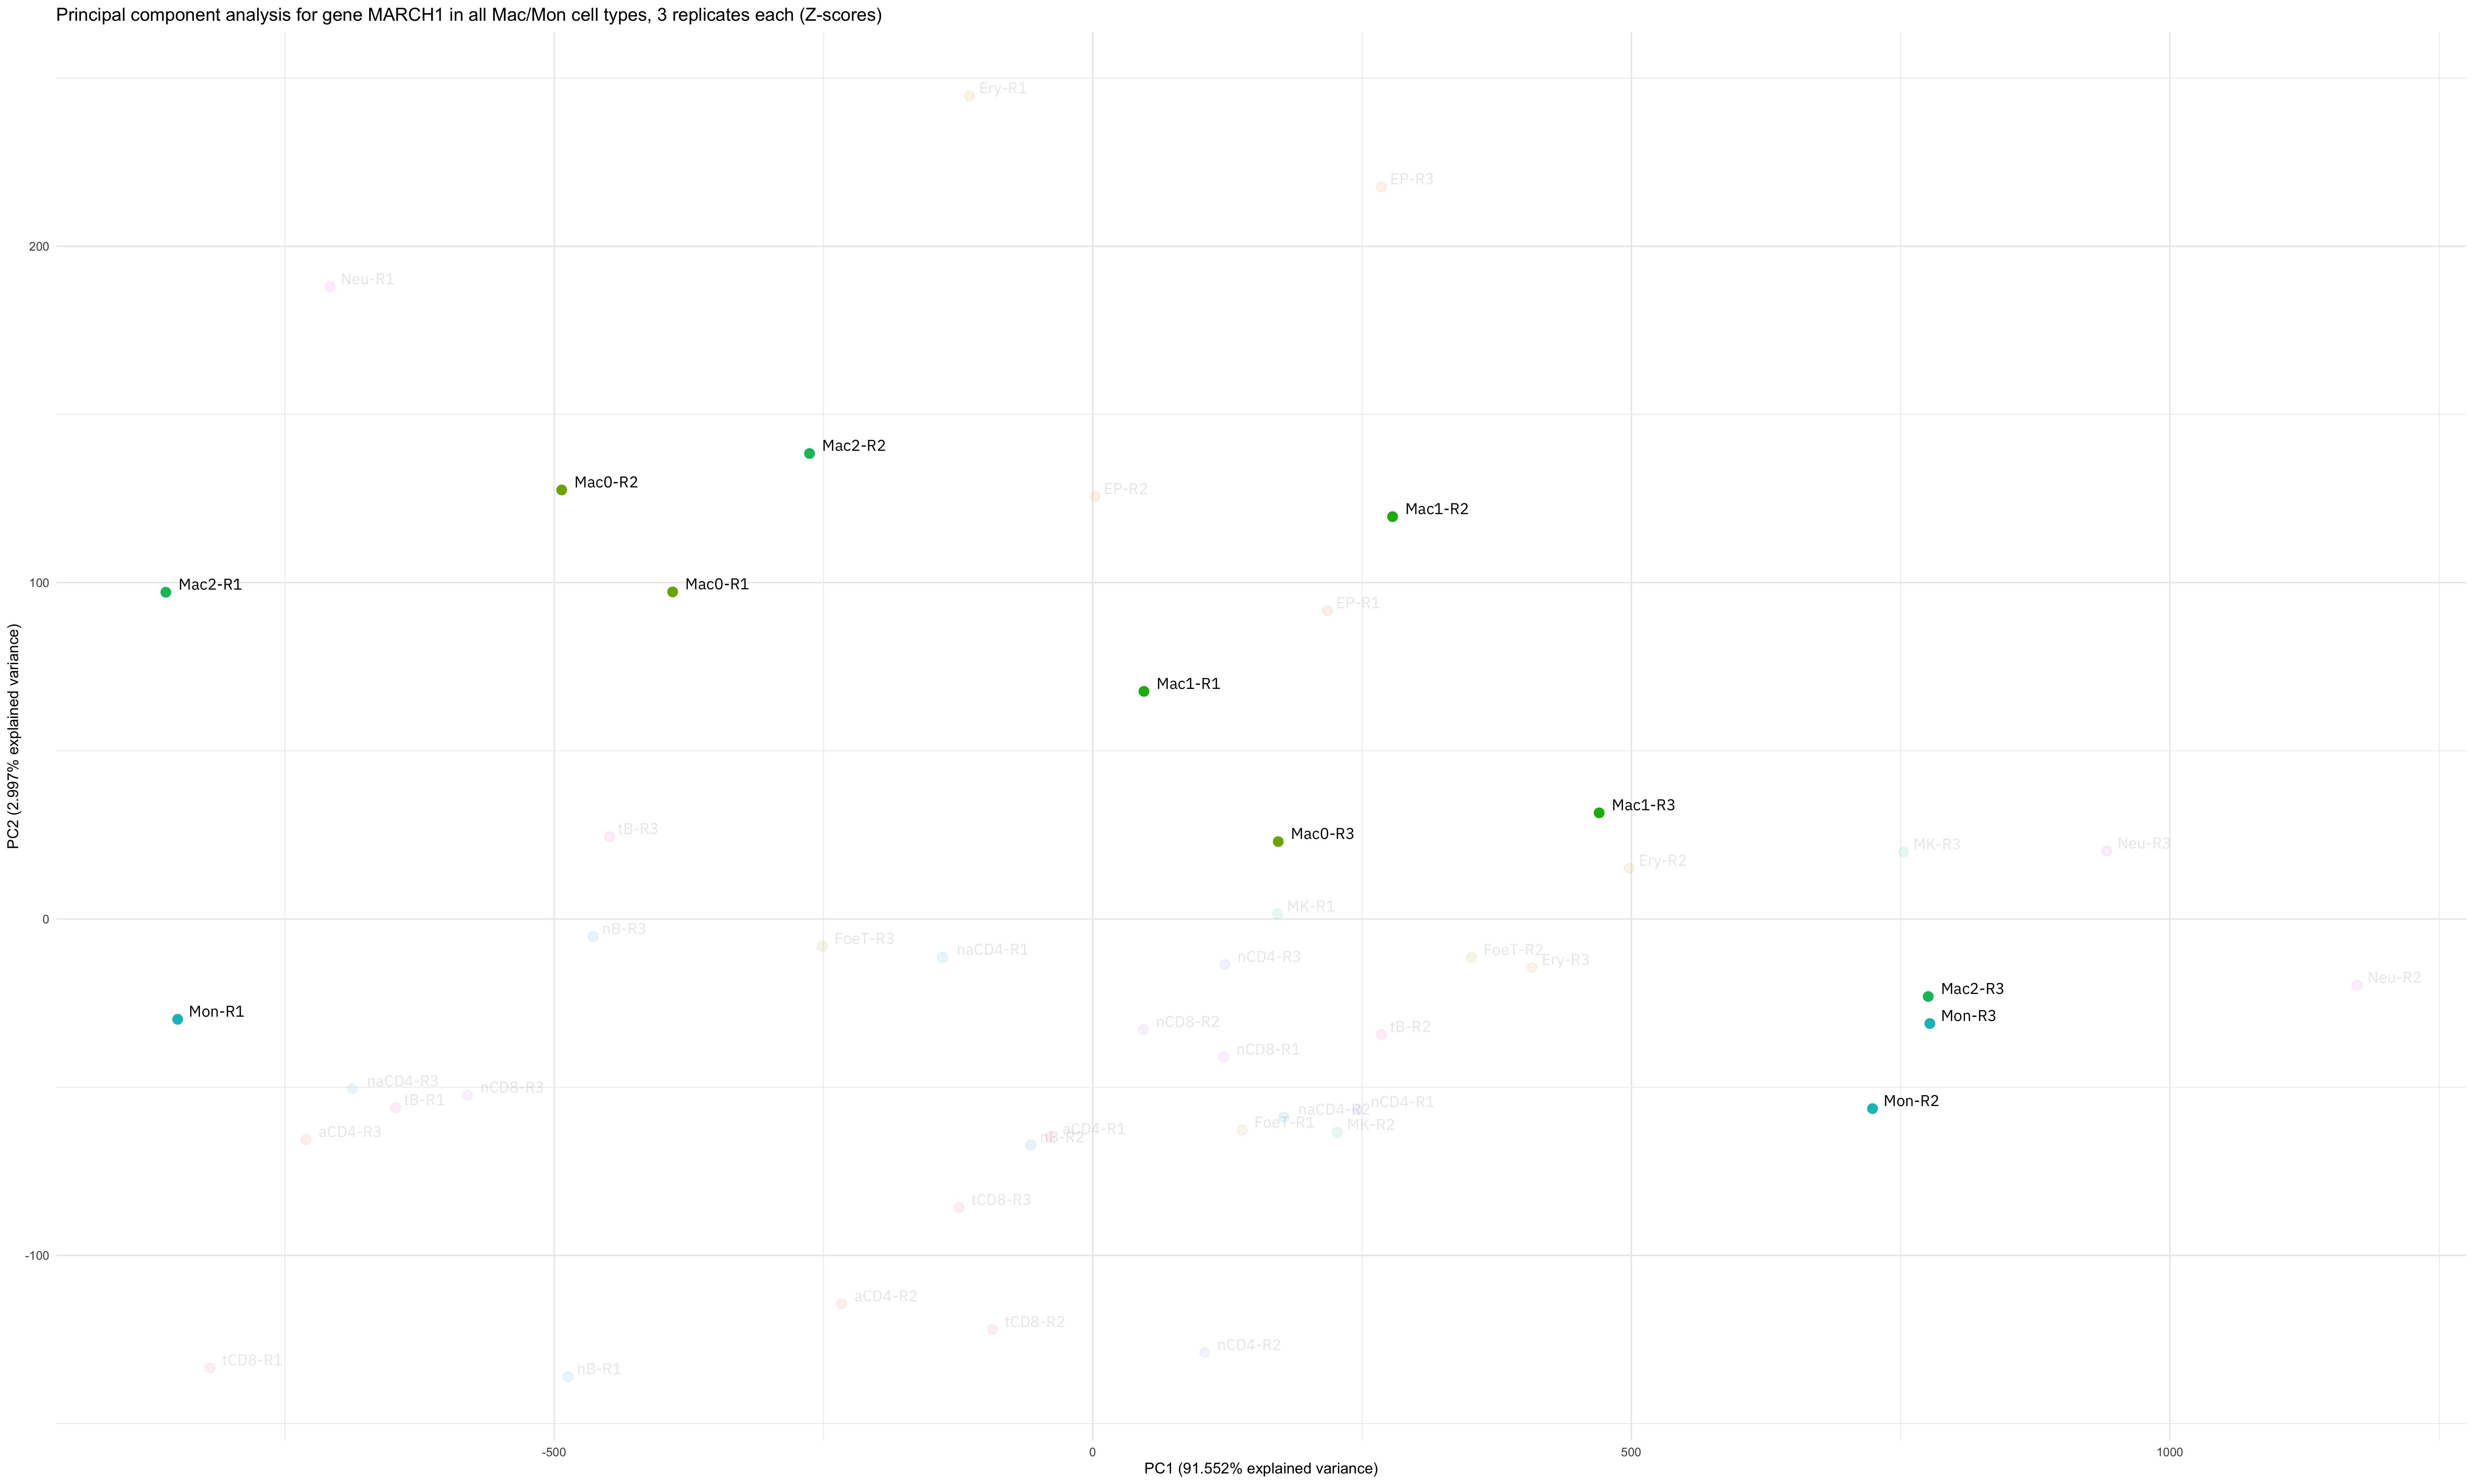 Principal component analysis for gene MARCH1 in all Mac/Mon cell types, 3 replicates each (Z-scores)
Ery-R1
EP-R3
200
Neu-R1
Mac2-R2
Mac0-R2
EP-R2
Mac1-R2
100
Mac2-R1
Mac0-R1
EP-R1
Mac1-R1
PC2 (2.997% explained variance)
Mac1-R3
tB-R3
Mac0-R3
MK-R3
Neu-R3
Ery-R2
MK-R1
0
nB-R3
FoeT-R3
naCD4-R1
nCD4-R3
FoeT-R2
Ery-R3
Neu-R2
Mac2-R3
Mon-R1
Mon-R3
nCD8-R2
tB-R2
nCD8-R1
naCD4-R3
nCD8-R3
tB-R1
Mon-R2
nCD4-R1
naCD4-R2
FoeT-R1
MK-R2
aCD4-R3
aCD4-R1
nB-R2
tCD8-R3
-100
aCD4-R2
tCD8-R2
nCD4-R2
tCD8-R1
nB-R1
-500
0
500
1000
PC1 (91.552% explained variance)